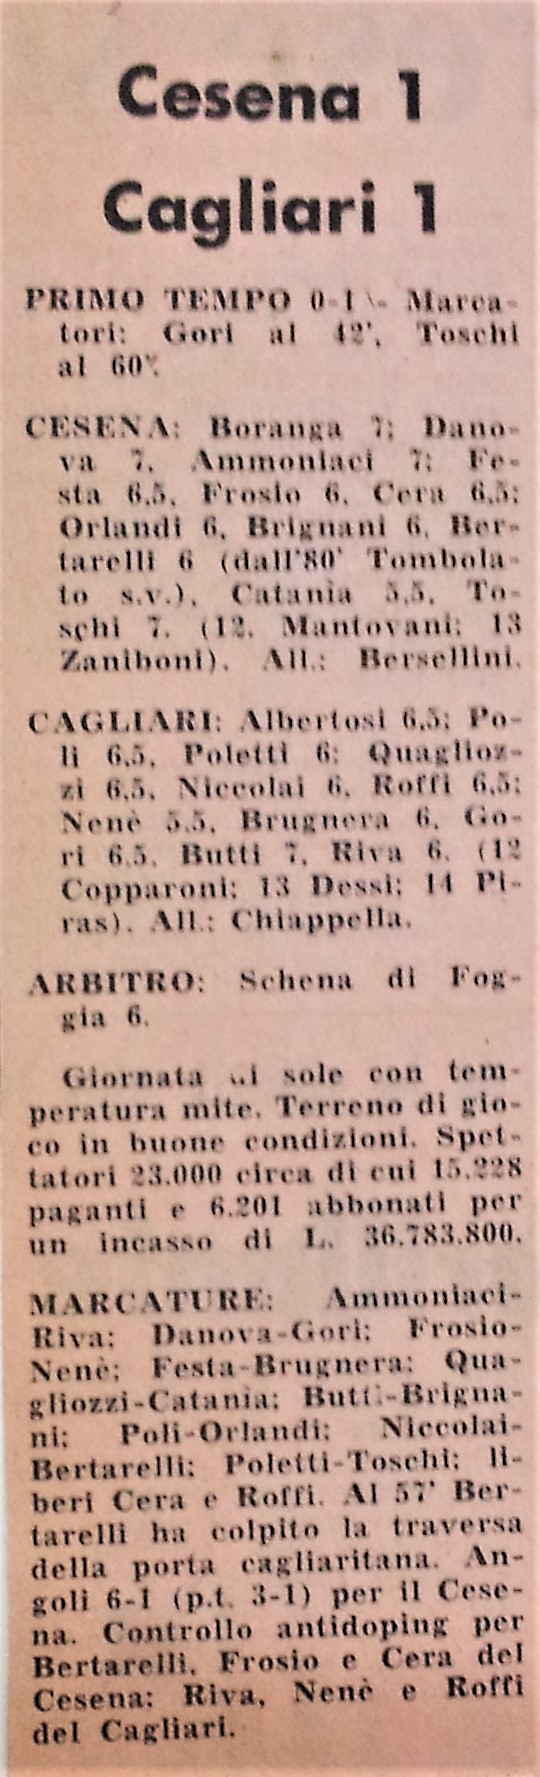 Cesena 1
Cagliari 1
PRIMO TEMPO 0-1 - Marca-
tori: Gori al 42', Toschi
al 60'.
CESENA: Boranga 7; Dano-
va 7, Ammoniaci 7; Fe-
sta 6,5, Frosio 6, Cera 6,5;
Orlandi 6, Brignani 6, Ber-
tarelli 6 (dall'80' Tombola-
to s.v.), Catania 5,5, To-
schi 7. (12. Mantovani; 13
Zaniboni). All.: Bersellini.
CAGLIARI: Albertosi 6,5; Po-
li 6,5, Poletti 6; Quaglioz-
zi 6,5, Niccolai 6, Roffi 6,5;
Nenè 5,5, Brugnera 6, Go-
ri 6,5, Butti 7, Riva 6. (12
Copparoni; 13 Dessi; 14 Pi-
ras). All.: Chiappella.
ARBITRO: Schena di Fog-
gia 6.
Giornata di sole con tem-
peratura mite. Terreno di gio-
co in buone condizioni. Spet-
tatori 23.000 circa di cui 15.228
paganti e 6.201 abbonati per
un incasso di L. 36.783.800.
MARCATURE: Ammoniaci-
Riva; Danova-Gori; Frosio-
Nenè; Festa-Brugnera; Qua-
gliozzi-Catania; Butti-Brigna-
ni; Poli-Orlandi; Niccolai-
Bertarelli; Poletti-Toschi; li-
beri Cera e Roffi. Al 57' Ber-
tarelli ha colpito la traversa
della porta cagliaritana. An-
goli 6-1 (p.t. 3-1) per il Cese-
na. Controllo antidoping per
Bertarelli, Frosio e Cera del
Cesena; Riva, Nenè e Roffi
del Cagliari.